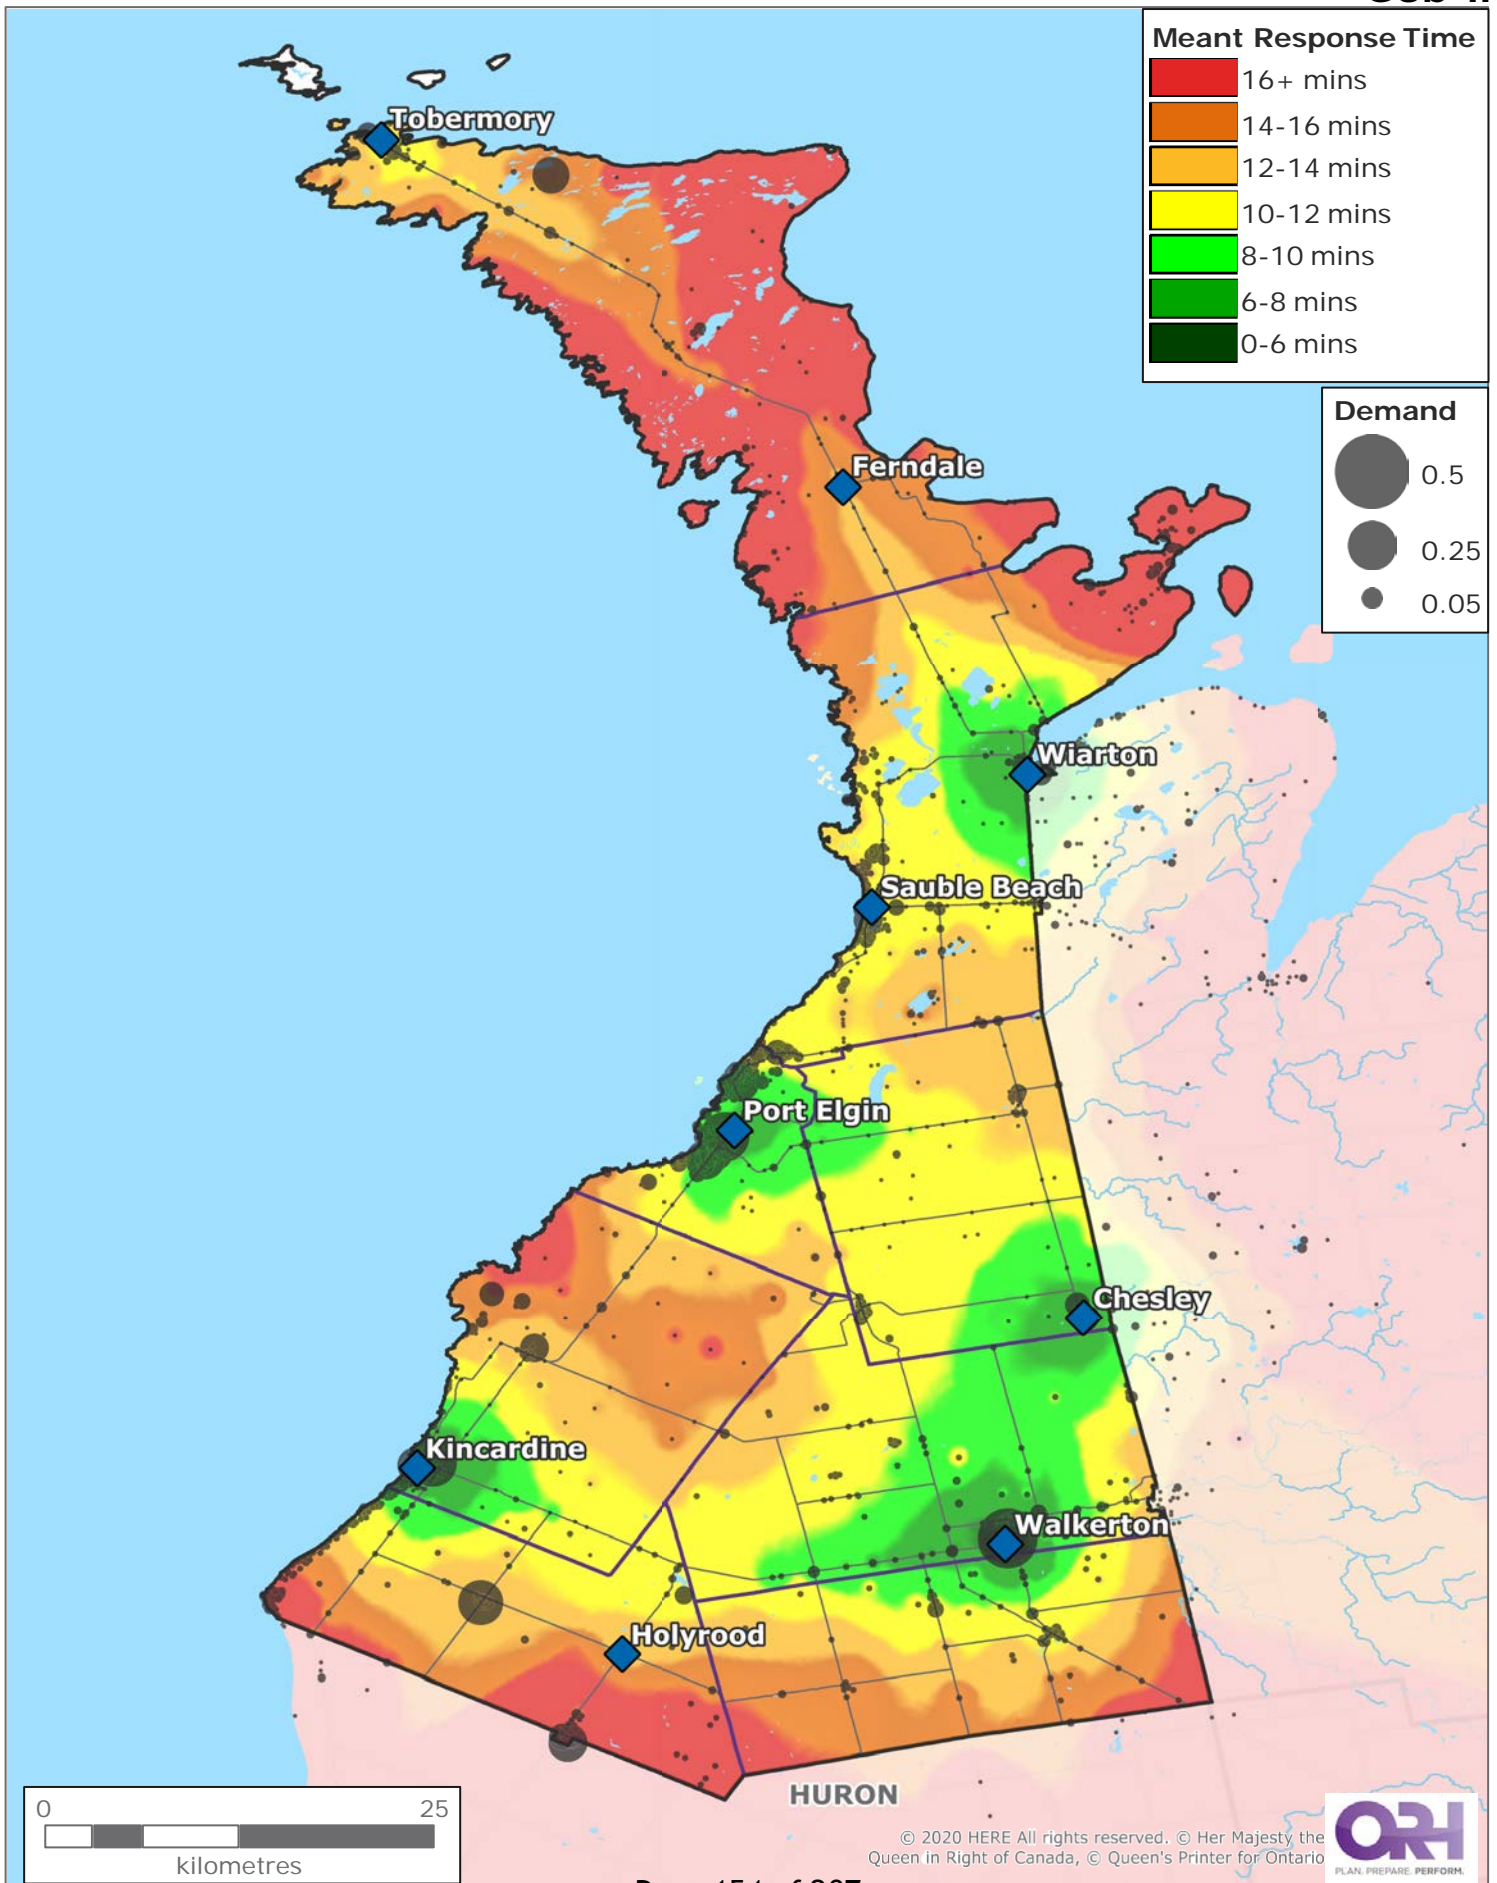 Meant Response Time
16+ mins
14-16 mins
12-14 mins
10-12 mins
8-10 mins
6-8 mins
0-6 mins
Demand
0.5
0.25
0.05
Tobermory
Ferndale
Wiarton
Sauble Beach
Port Elgin
Chesley
Kincardine
Walkerton
Holyrood
HURON
0 25
kilometres
© 2020 HERE All rights reserved. © Her Majesty the
Queen in Right of Canada, © Queen's Printer for Ontario
ORH
PLAN. PREPARE. PERFORM.